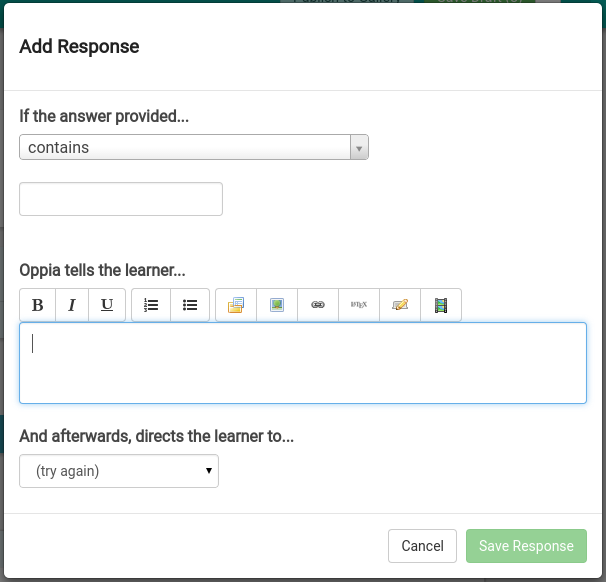 Add Response
If the answer provided...
contains
Oppia tells the learner...
B I U LATEX
And afterwards, directs the learner to...
(try again)
Cancel Save Response